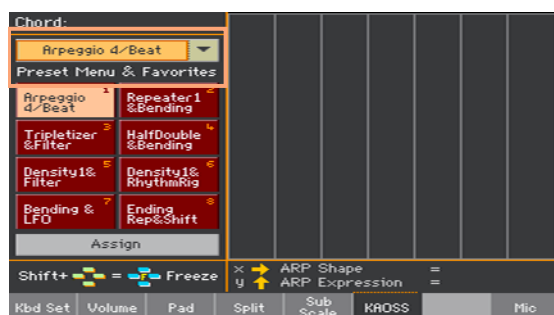 Chord:
Arpeggio 4/Beat
Preset Menu & Favorites
Arpeggio 4/Beat 1
Repeater1 &Bending 2
Tripletizer &Filter 3
HalfDouble &Bending 4
Density1& Filter 5
Density1& RhythmRig 6
Bending & LFO 7
Ending Rep&Shift 8
Assign
Shift+ = F Freeze
x ARP Shape =
y ARP Expression =
Kbd Set Volume Pad Split Sub Scale KAOSS Mic